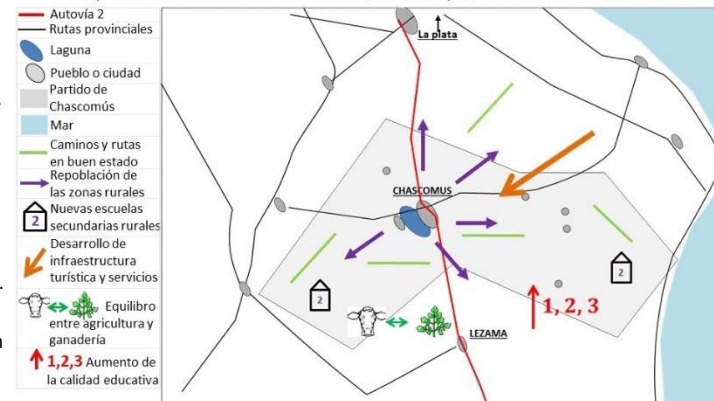 Autovía 2
Rutas provinciales
Laguna
Pueblo o ciudad
Partido de
Chascomús
Mar
Caminos y rutas
en buen estado
Repoblación de
las zonas rurales
2
Nuevas escuelas
secundarias rurales
Desarrollo de
infraestructura
turística y servicios
Equilibro
entre agricultura y
ganadería
1,2,3 Aumento de
la calidad educativa
La plata
CHASCOMUS
2
2
1, 2, 3
LEZAMA